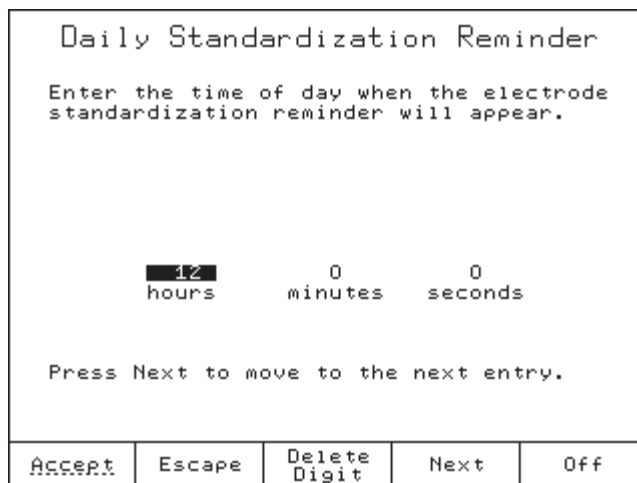 Daily Standardization Reminder
Enter the time of day when the electrode
standardization reminder will appear.
12 0 0
hours minutes seconds
Press Next to move to the next entry.
Accept Escape Delete Digit Next Off